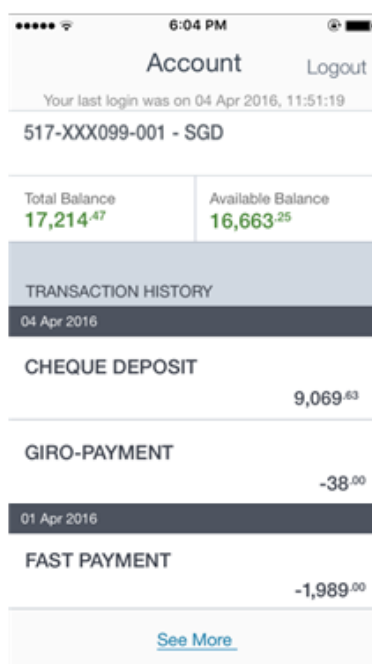 6:04 PM
Account
Logout
Your last login was on 04 Apr 2016, 11:51:19
517-XXX099-001 - SGD
Total Balance
Available Balance
17,214.47
16,663.25
TRANSACTION HISTORY
04 Apr 2016
CHEQUE DEPOSIT
9,069.63
GIRO-PAYMENT
-38.00
01 Apr 2016
FAST PAYMENT
-1,989.00
See More